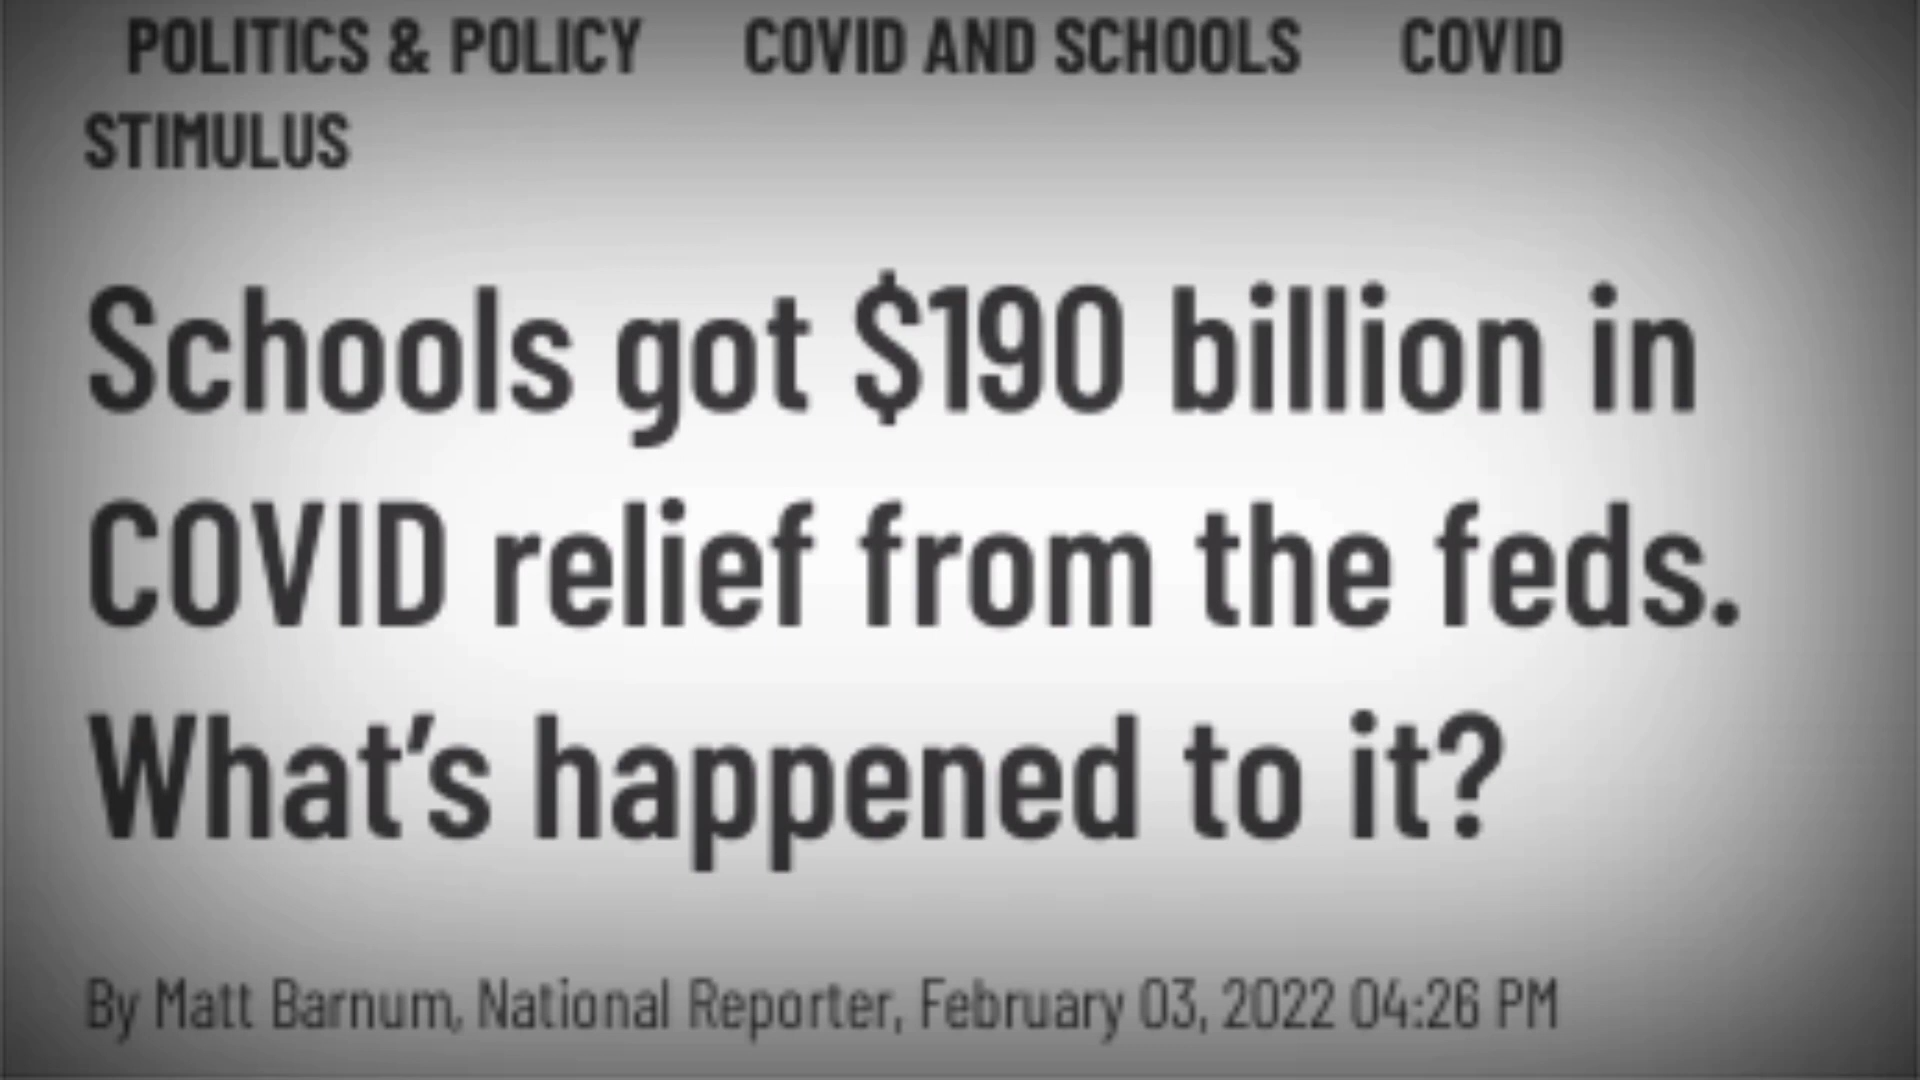 POLITICS & POLICY COVID AND SCHOOLS COVID
STIMULUS
Schools got $190 billion in
COVID relief from the feds.
What’s happened to it?
By Matt Barnum, National Reporter, February 03, 2022 04:26 PM